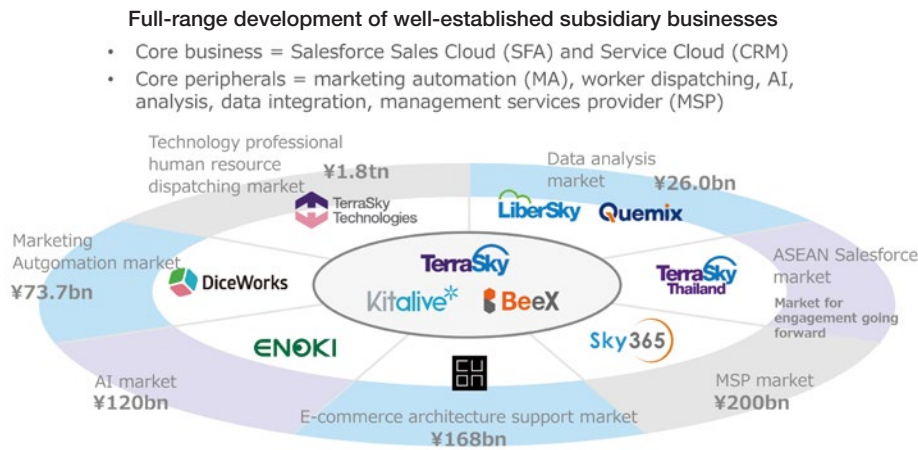 Full-range development of well-established subsidiary businesses
• Core business = Salesforce Sales Cloud (SFA) and Service Cloud (CRM)
• Core peripherals = marketing automation (MA), worker dispatching, AI,
analysis, data integration, management services provider (MSP)
Technology professional
human resource
dispatching market
¥1.8tn
Data analysis
market
¥26.0bn
TerraSky
Technologies
LiberSky
Quemix
Marketing
Autgomation market
¥73.7bn
DiceWorks
TerraSky
Kitalive
BeeX
TerraSky
Thailand
ASEAN Salesforce
market
Market for
engagement going
forward
ENOKI
Sky365
CUON
AI market
¥120bn
E-commerce architecture support market
¥168bn
MSP market
¥200bn